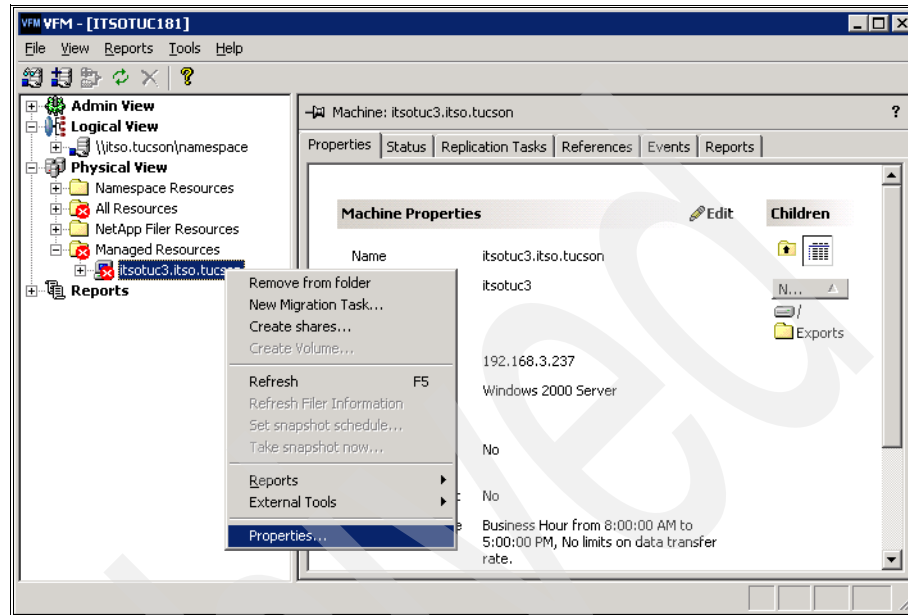 VFM VFM - [ITSOTUC181]
File View Reports Tools Help
Admin View
Logical View
\\itso.tucson\namespace
Physical View
Namespace Resources
All Resources
NetApp Filer Resources
Managed Resources
itsotuc3.itso.tucson
Reports
Remove from folder
New Migration Task...
Create shares...
Create Volume...
Refresh F5
Refresh Filer Information
Set snapshot schedule...
Take snapshot now...
Reports
External Tools
Properties...
Machine: itsotuc3.itso.tucson ?
Properties Status Replication Tasks References Events Reports
Machine Properties Edit Children
Name itsotuc3.itso.tucson
itsotuc3
N...
/
Exports
192.168.3.237
Windows 2000 Server
No
No
Business Hour from 8:00:00 AM to
5:00:00 PM, No limits on data transfer
rate.